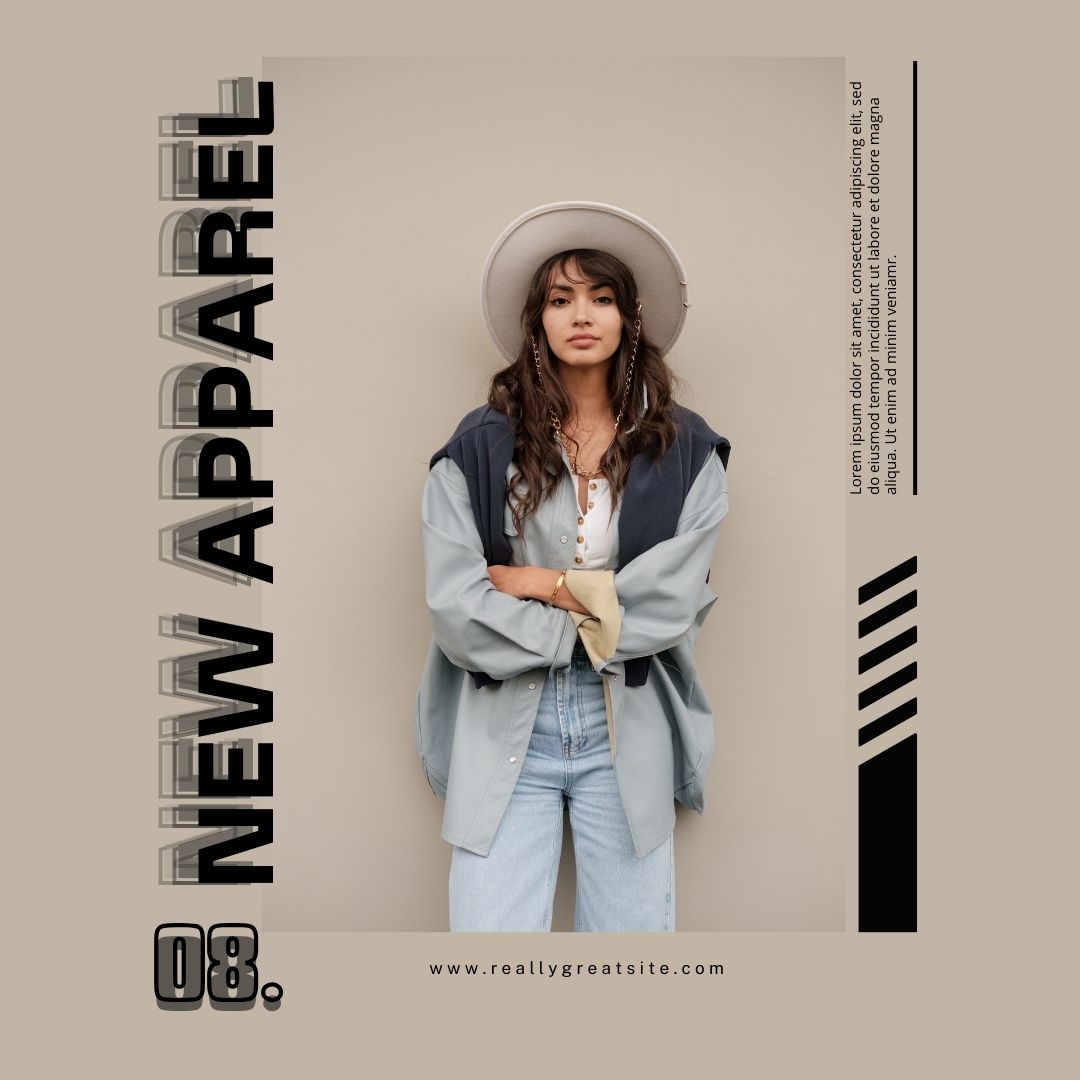 NEW APPAREL
08.
Lorem ipsum dolor sit amet, consectetur adipiscing elit, sed
do eiusmod tempor incididunt ut labore et dolore magna
aliqua. Ut enim ad minim veniamr.
www.reallygreatsite.com